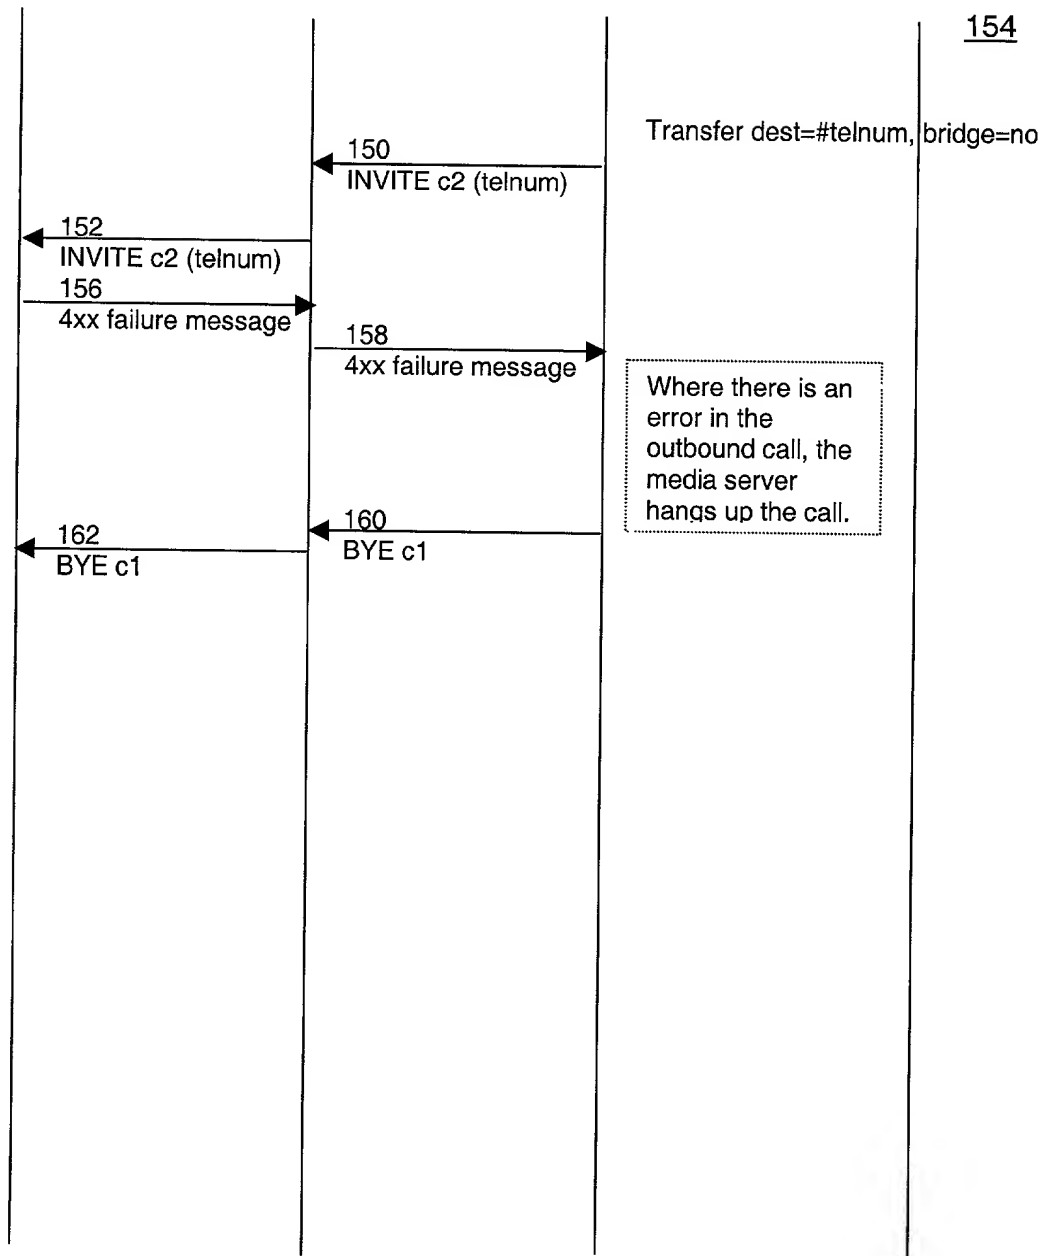 154
Transfer dest=#telnum, bridge=no
150
INVITE c2 (telnum)
152
INVITE c2 (telnum)
156
4xx failure message
158
4xx failure message
Where there is an
error in the
outbound call, the
media server
hangs up the call.
160
BYE c1
162
BYE c1